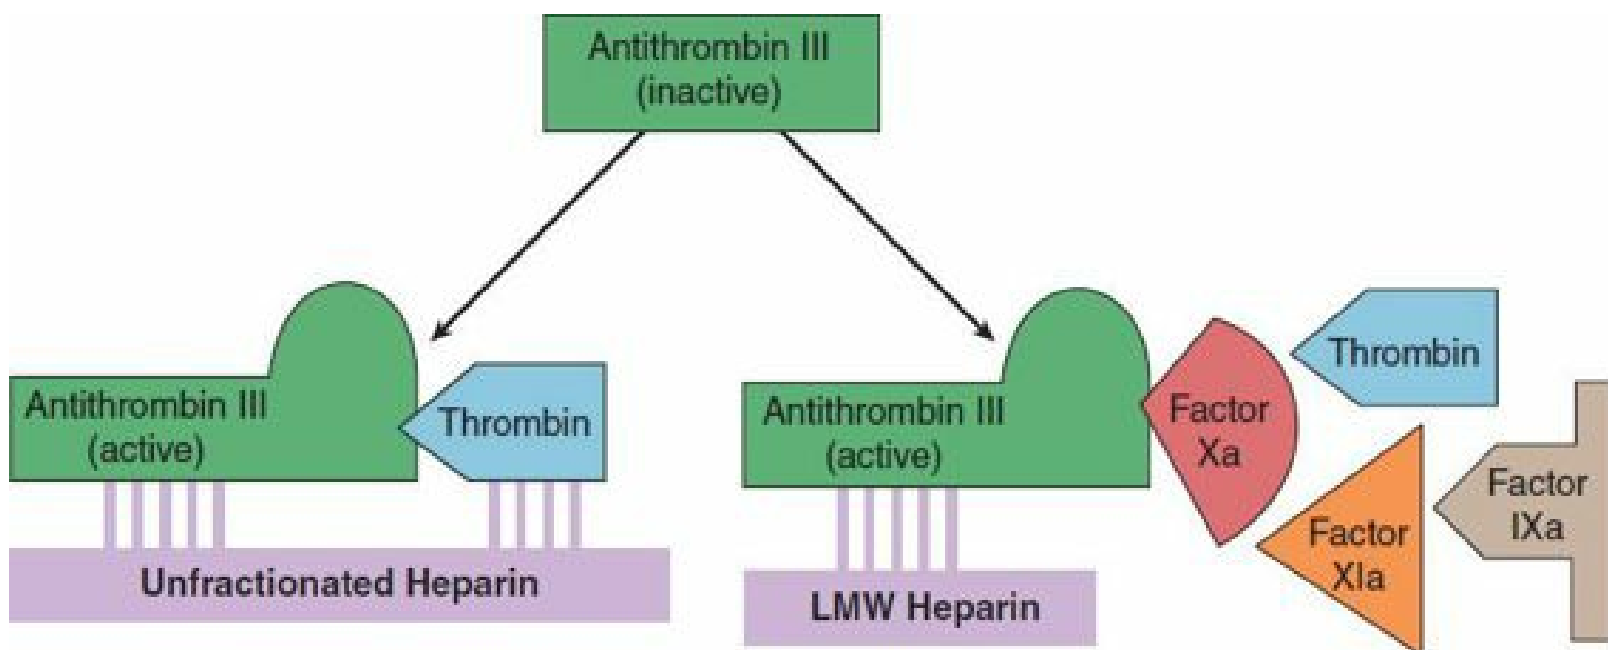 Antithrombin III
(inactive)
Antithrombin III
(active)
Thrombin
Unfractionated Heparin
Antithrombin III
(active)
LMW Heparin
Factor
Xa
Thrombin
Factor
XIa
Factor
IXa